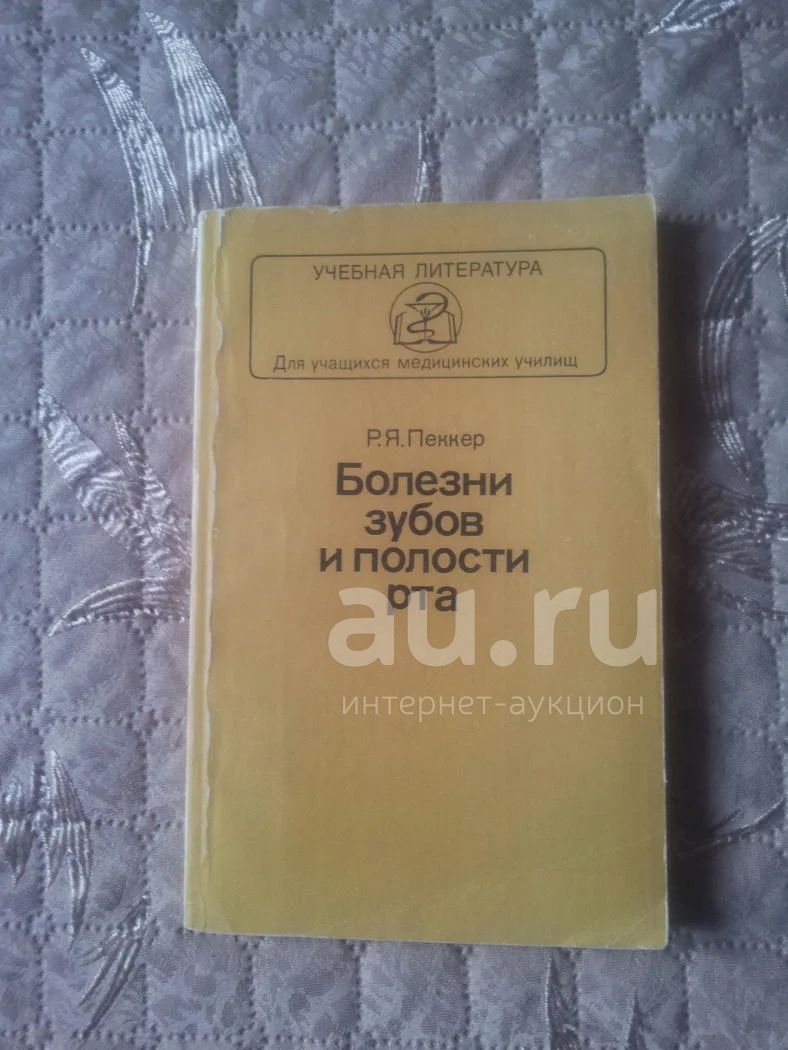 УЧЕБНАЯ ЛИТЕРАТУРА
Для учащихся медицинских училищ
Р.Я.Пеккер
Болезни
зубов
и полости
рта
au.ru
интернет-аукцион